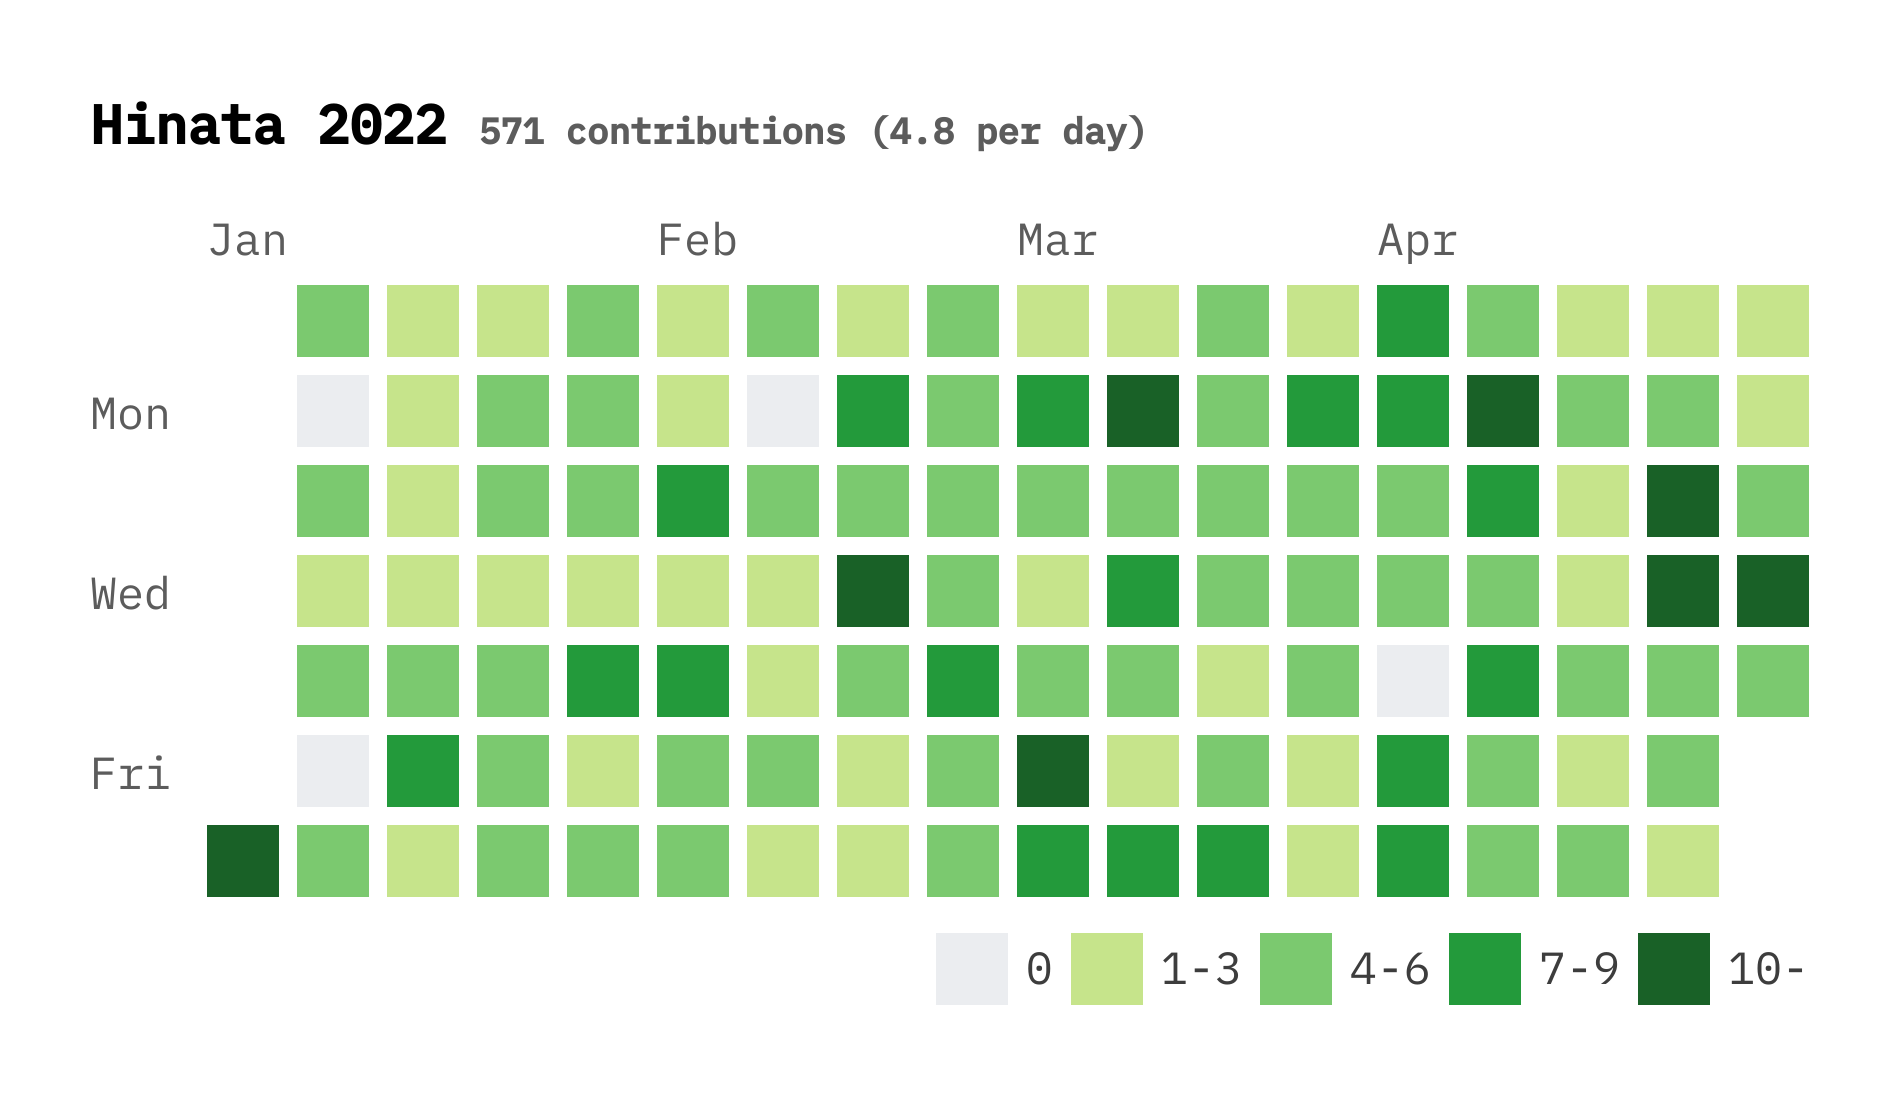 Hinata 2022 571 contributions (4.8 per day)
Jan Feb Mar Apr
Mon
Wed
Fri
0 1-3 4-6 7-9 10-